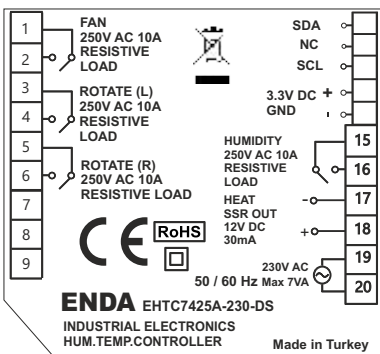 1
FAN
250V AC 10A
RESISTIVE
LOAD
2
3
ROTATE (L)
250V AC 10A
RESISTIVE
LOAD
4
5
ROTATE (R)
250V AC 10A
RESISTIVE LOAD
6
7
8
9
SDA
NC
SCL
3.3V DC +
GND -
HUMIDITY
250V AC 10A
RESISTIVE
LOAD
15
16
HEAT
SSR OUT
12V DC
30mA
- 17
+ 18
230V AC
50 / 60 Hz Max 7VA
19
20
CE
RoHS
ENDA EHTC7425A-230-DS
INDUSTRIAL ELECTRONICS
HUM.TEMP.CONTROLLER
Made in Turkey